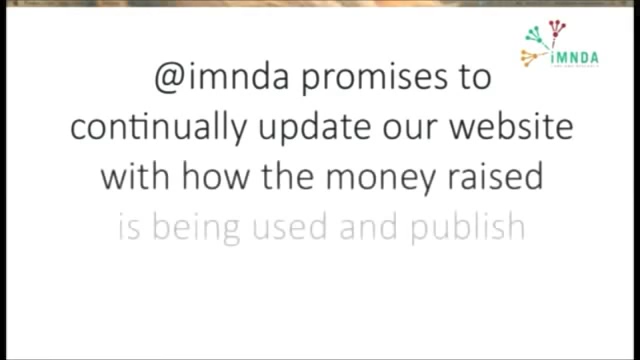 iMNDA
@imnda promises to
continually update our website
with how the money raised
is being used and publish